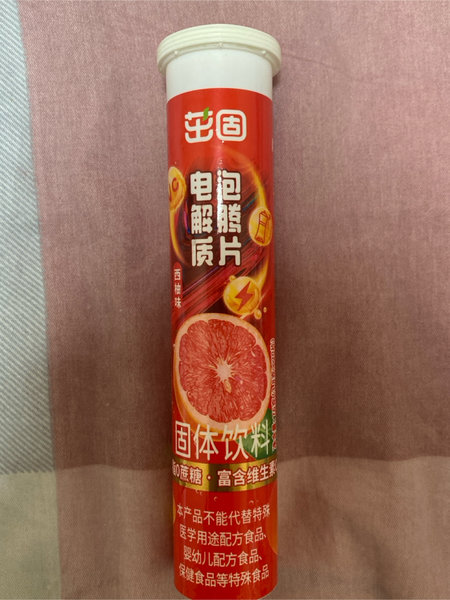 茁固
电解质
泡腾片
西柚味
固体饮料
0蔗糖·富含维生素
本产品不能代替特殊
医学用途配方食品、
婴幼儿配方食品、
保健食品等特殊食品